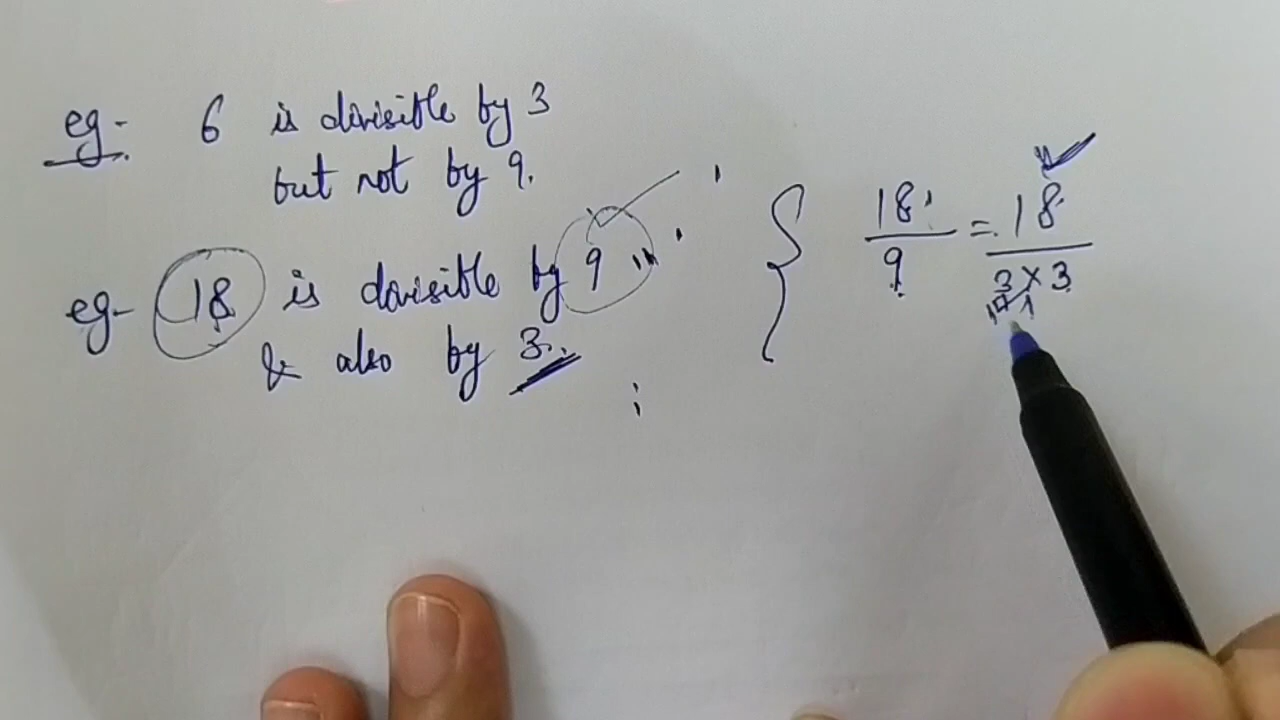 eg- 6 is divisible by 3
but not by 9.
eg- 18 is divisible by 9
& also by 3.
18 = 18
9 3 x 3